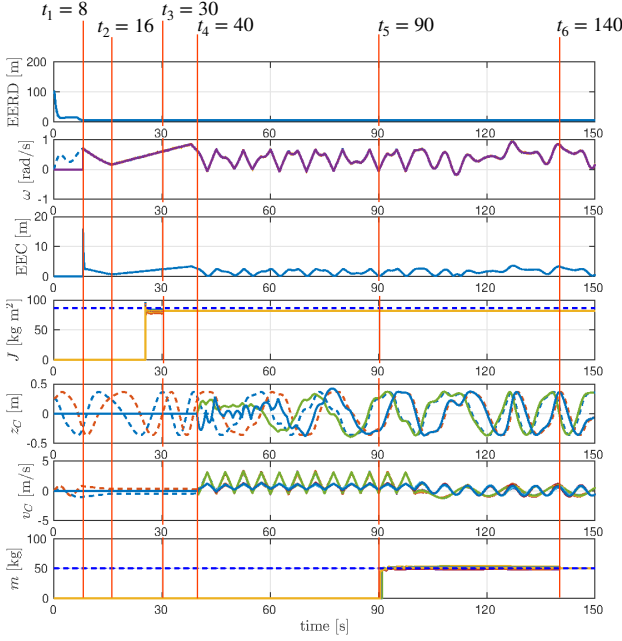 t₁ = 8
t₂ = 16
t₃ = 30
t₄ = 40
t₅ = 90
t₆ = 140
EERD [m]
200
100
0
0 30 60 90 120 150
ω [rad/s]
1
0
-1
0 30 60 90 120 150
EEC [m]
20
10
0
0 30 60 90 120 150
J [kg m²]
100
50
0
0 30 60 90 120 150
z_C [m]
0.5
0
-0.5
0 30 60 90 120 150
v_C [m/s]
5
0
-5
0 30 60 90 120 150
m [kg]
100
50
0
0 30 60 90 120 150
time [s]